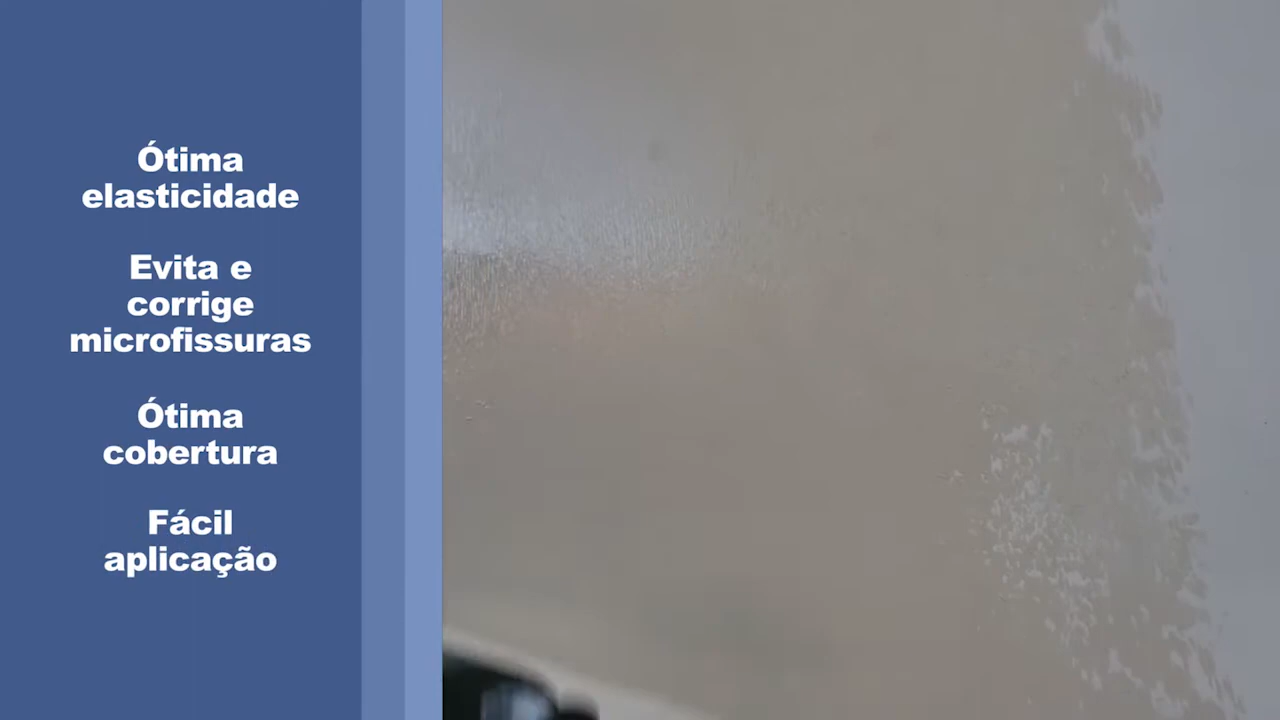 Ótima
elasticidade
Evita e
corrige
microfissuras
Ótima
cobertura
Fácil
aplicação